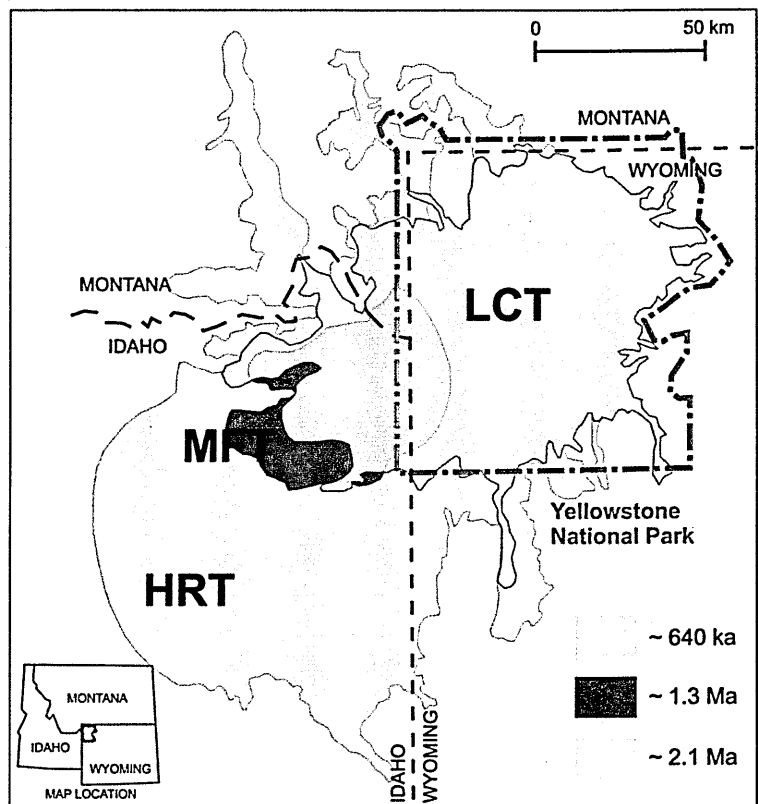 0 50 km
MONTANA
WYOMING
MONTANA
IDAHO
LCT
MFT
HRT
Yellowstone
National Park
~ 640 ka
~ 1.3 Ma
~ 2.1 Ma
IDAHO
WYOMING
MONTANA
IDAHO
WYOMING
MAP LOCATION